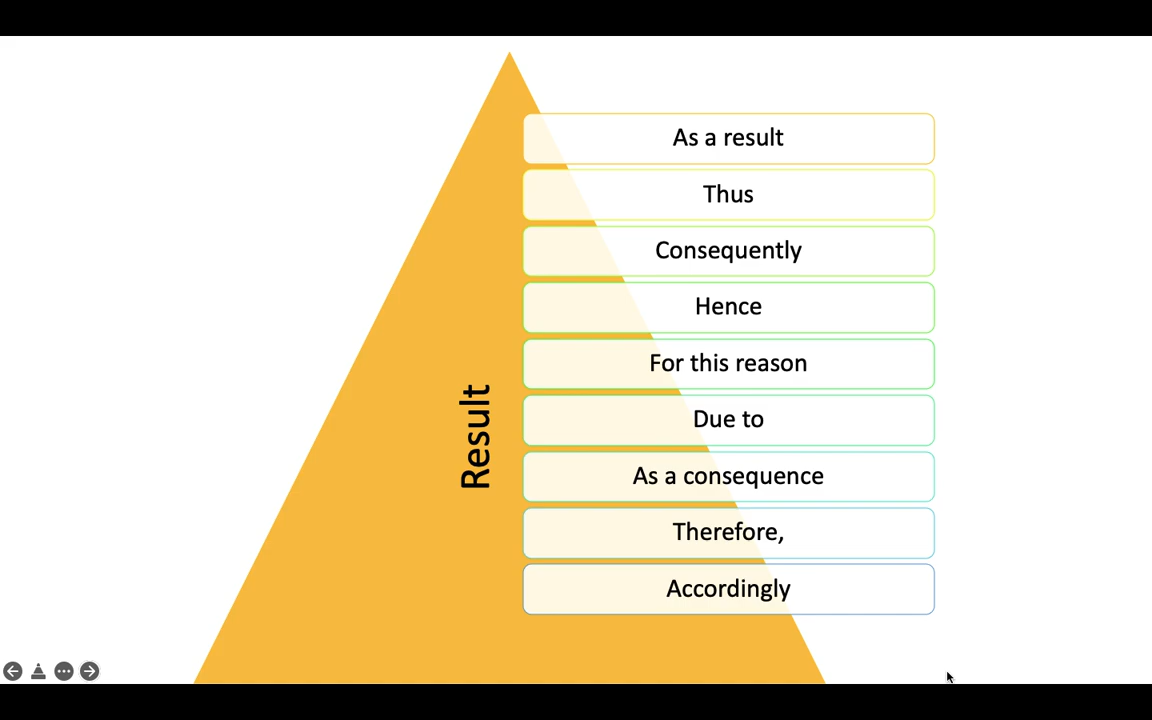 As a result
Thus
Consequently
Hence
For this reason
Result
Due to
As a consequence
Therefore,
Accordingly